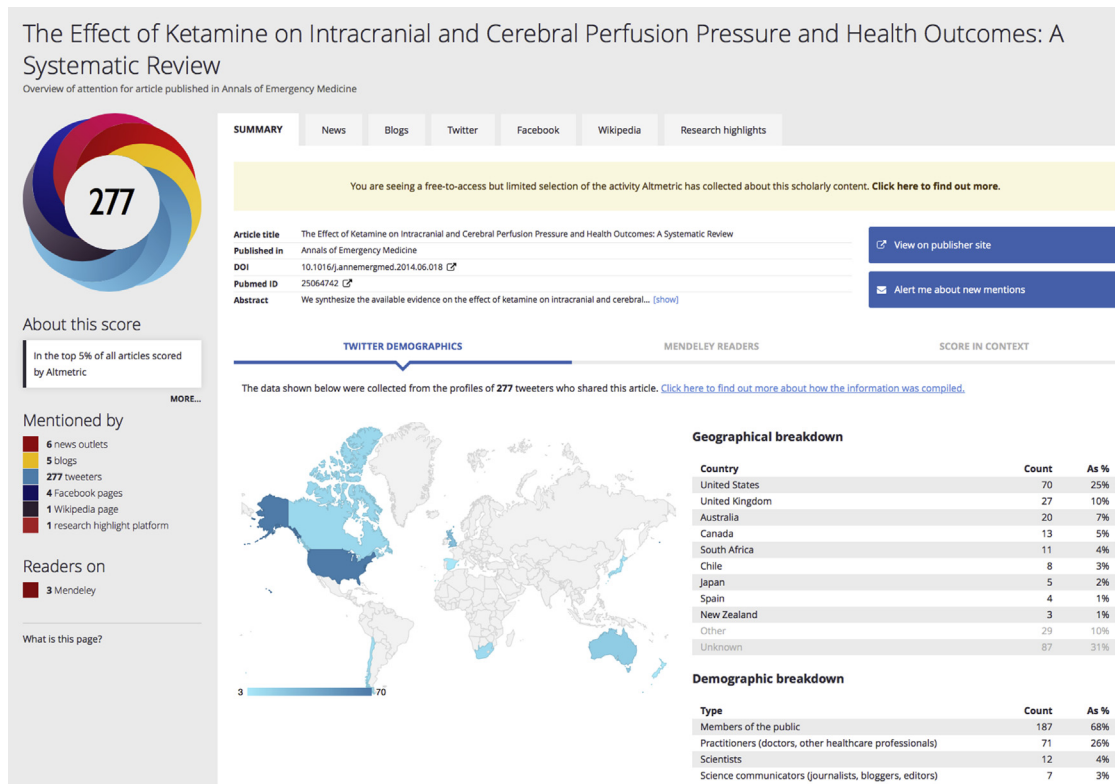 The Effect of Ketamine on Intracranial and Cerebral Perfusion Pressure and Health Outcomes: A
Systematic Review
Overview of attention for article published in Annals of Emergency Medicine
277
SUMMARY News Blogs Twitter Facebook Wikipedia Research highlights
You are seeing a free-to-access but limited selection of the activity Altmetric has collected about this scholarly content. Click here to find out more.
Article title The Effect of Ketamine on Intracranial and Cerebral Perfusion Pressure and Health Outcomes: A Systematic Review
Published in Annals of Emergency Medicine
DOI 10.1016/j.annemergmed.2014.06.018
Pubmed ID 25064742
Abstract We synthesize the available evidence on the effect of ketamine on intracranial and cerebral... [show]
View on publisher site
Alert me about new mentions
About this score
In the top 5% of all articles scored
by Altmetric
MORE...
Mentioned by
6 news outlets
5 blogs
277 tweeters
4 Facebook pages
1 Wikipedia page
1 research highlight platform
Readers on
3 Mendeley
What is this page?
TWITTER DEMOGRAPHICS MENDELEY READERS SCORE IN CONTEXT
The data shown below were collected from the profiles of 277 tweeters who shared this article. Click here to find out more about how the information was compiled.
3 70
Geographical breakdown
Country Count As %
United States 70 25%
United Kingdom 27 10%
Australia 20 7%
Canada 13 5%
South Africa 11 4%
Chile 8 3%
Japan 5 2%
Spain 4 1%
New Zealand 3 1%
Other 29 10%
Unknown 87 31%
Demographic breakdown
Type Count As %
Members of the public 187 68%
Practitioners (doctors, other healthcare professionals) 71 26%
Scientists 12 4%
Science communicators (journalists, bloggers, editors) 7 3%